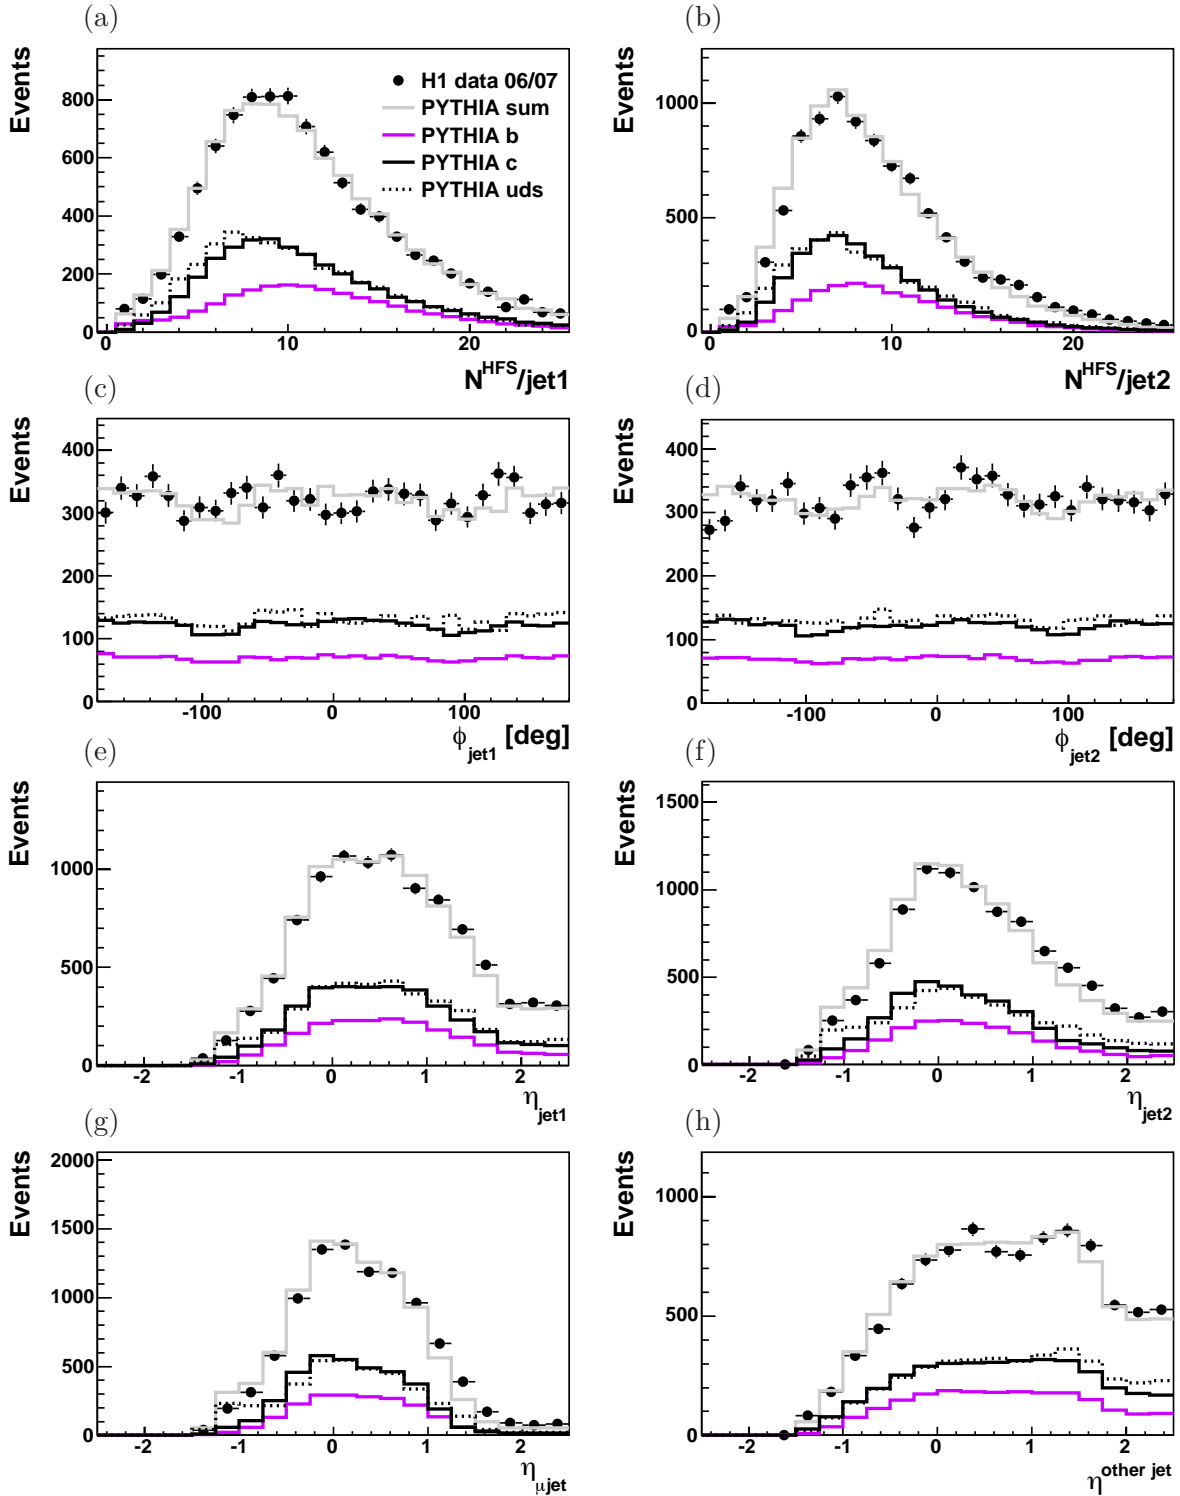 (a)
Events
800
600
400
200
0
0 10 20
N^HFS/jet1
H1 data 06/07
PYTHIA sum
PYTHIA b
PYTHIA c
PYTHIA uds
(b)
Events
1000
500
0
0 10 20
N^HFS/jet2
(c)
Events
400
300
200
100
0
-100 0 100
ϕ_jet1 [deg]
(d)
Events
400
300
200
100
0
-100 0 100
ϕ_jet2 [deg]
(e)
Events
1000
500
0
-2 -1 0 1 2
η_jet1
(f)
Events
1500
1000
500
0
-2 -1 0 1 2
η_jet2
(g)
Events
2000
1500
1000
500
0
-2 -1 0 1 2
η_μjet
(h)
Events
1000
500
0
-2 -1 0 1 2
η^other jet